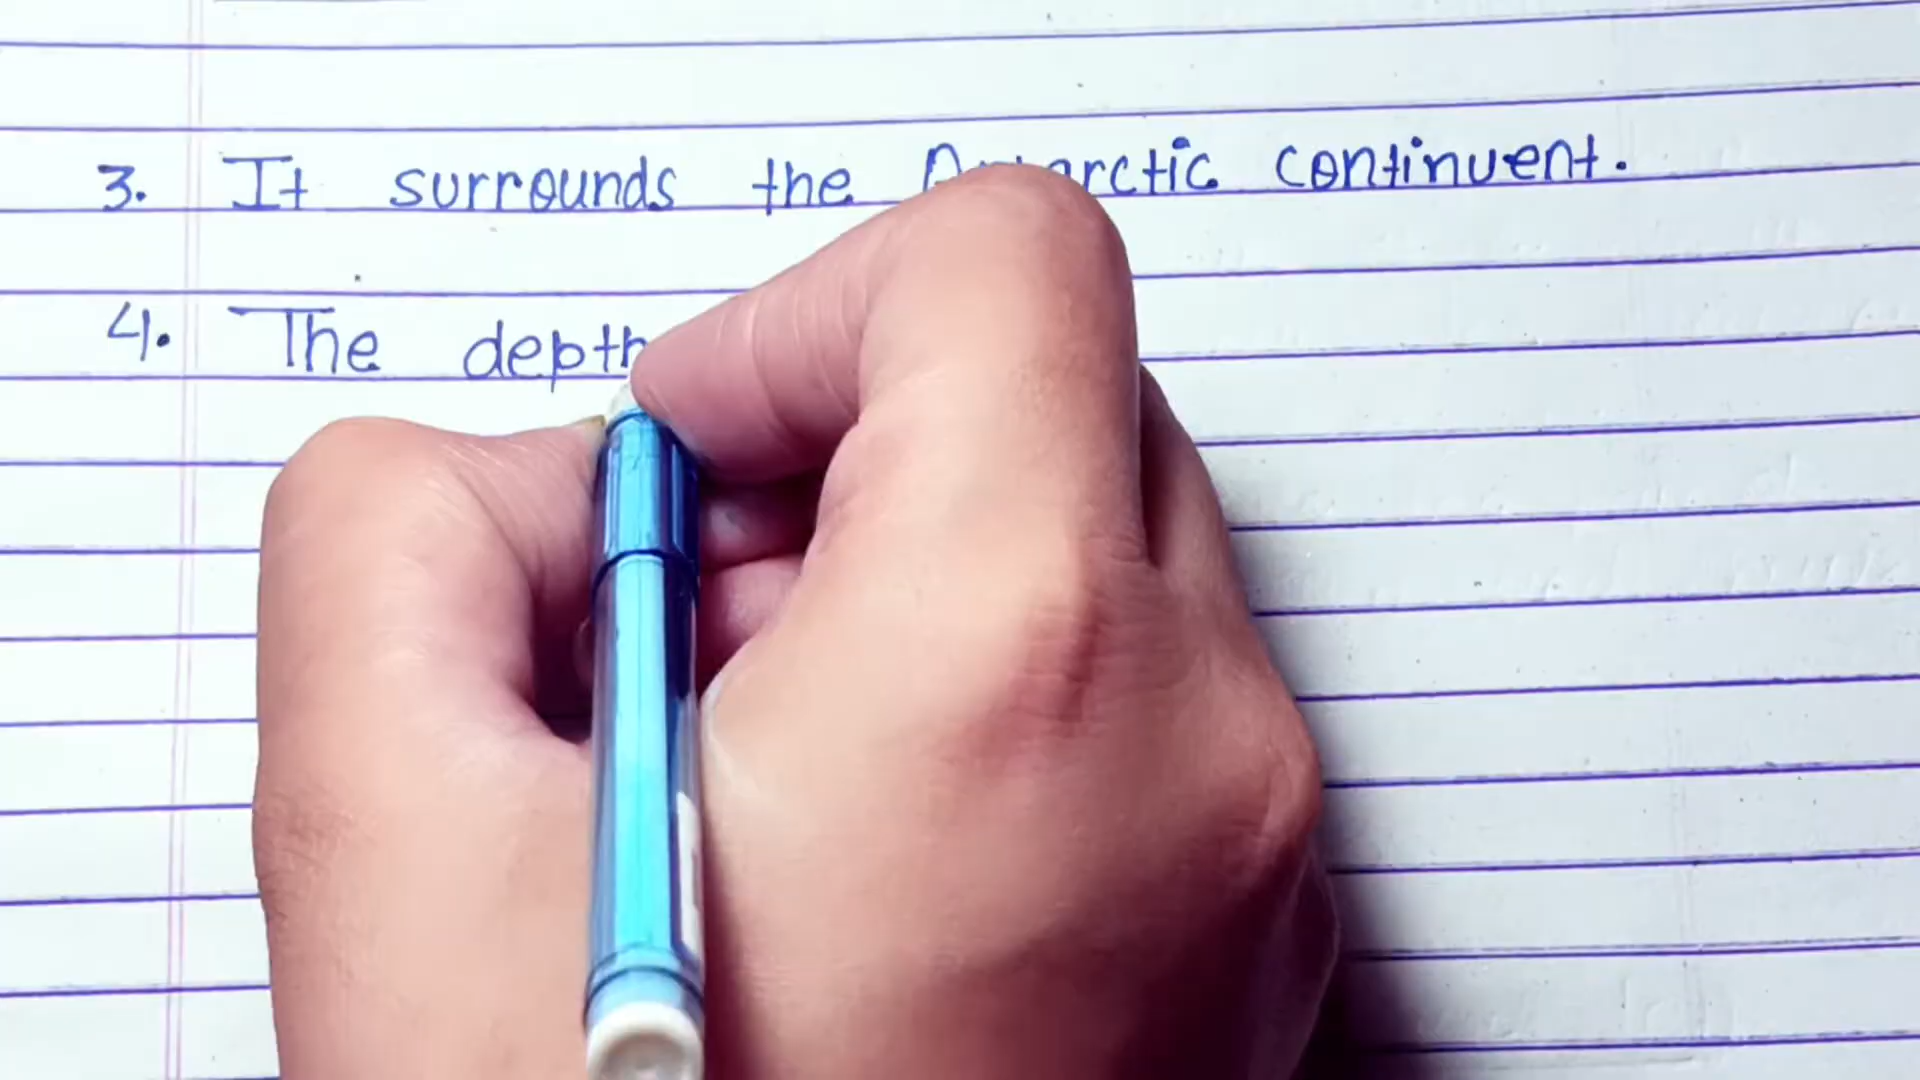 3. It surrounds the continuent.
4. The depth